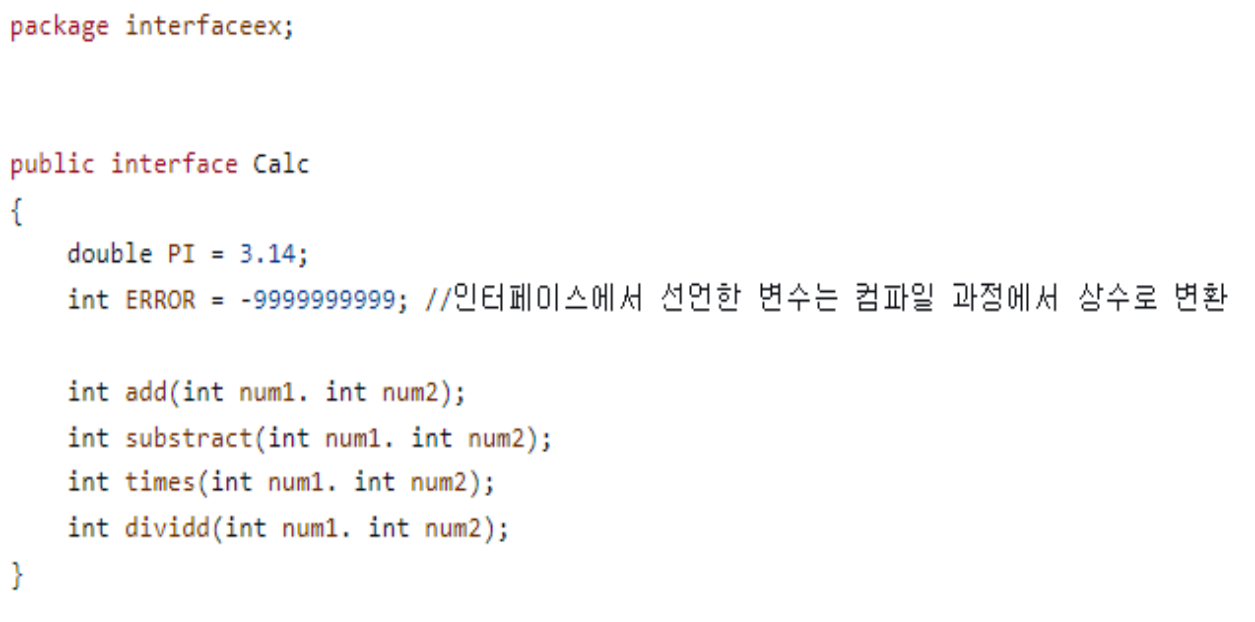 package interfaceex;
public interface Calc
{
    double PI = 3.14;
    int ERROR = -9999999999; //인터페이스에서 선언한 변수는 컴파일 과정에서 상수로 변환
    int add(int num1. int num2);
    int substract(int num1. int num2);
    int times(int num1. int num2);
    int dividd(int num1. int num2);
}